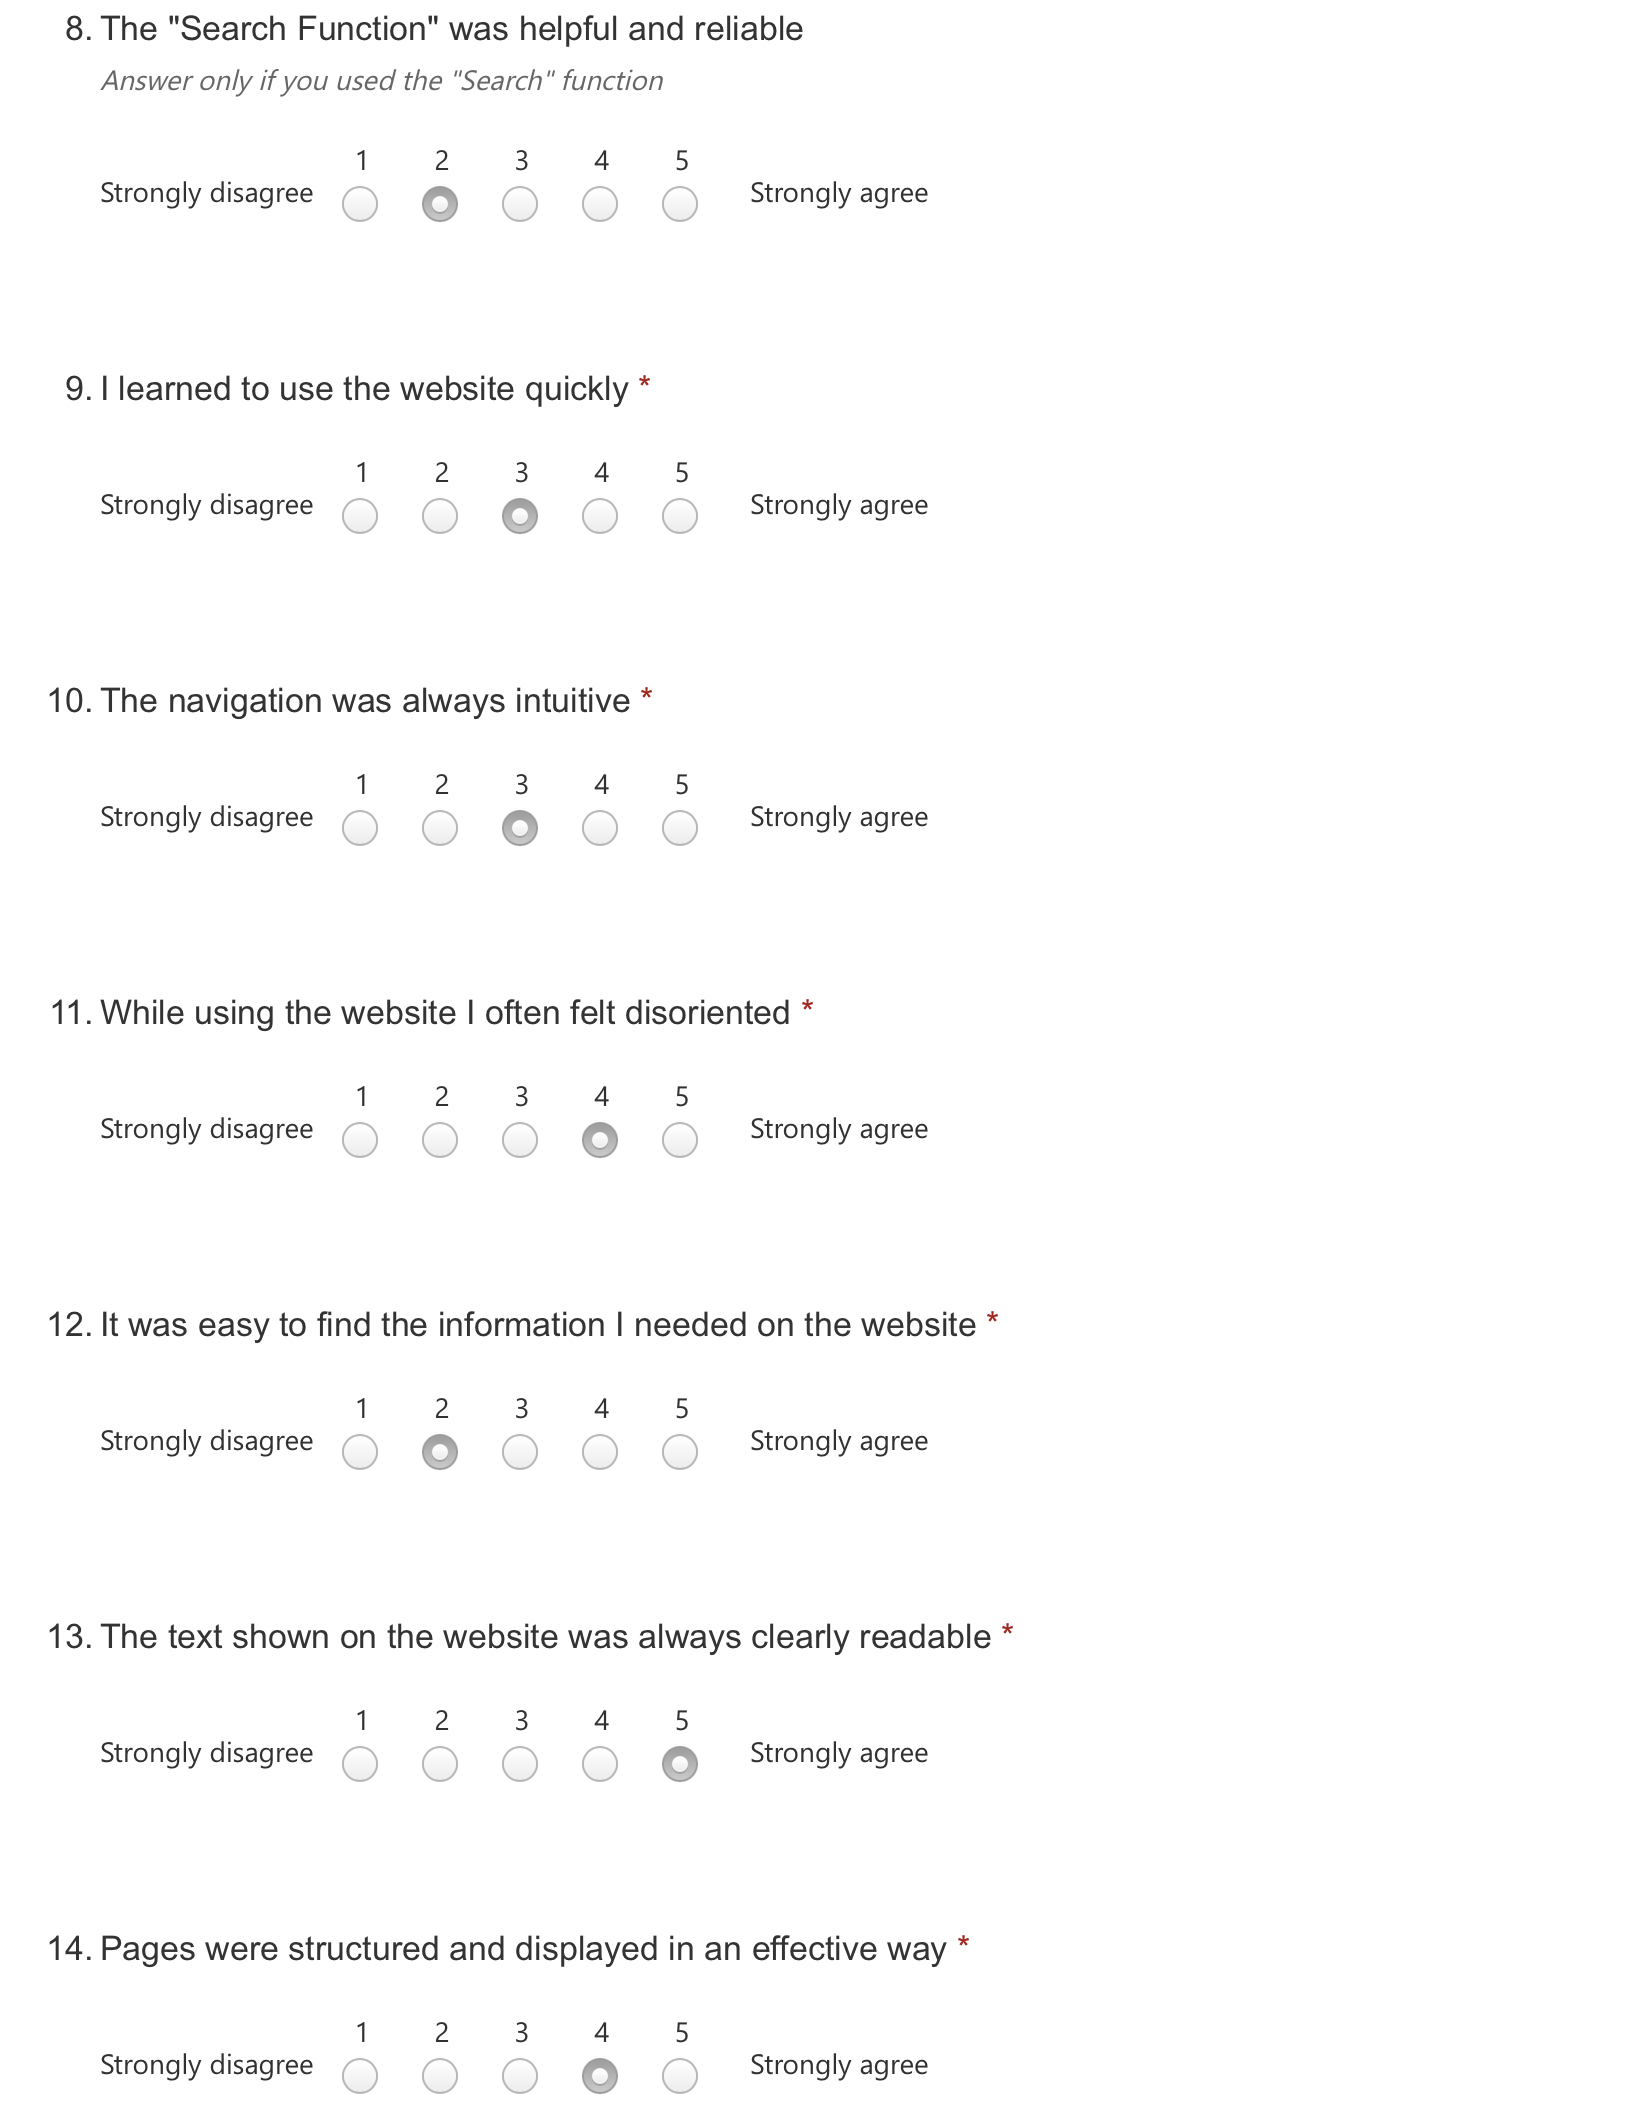 8. The "Search Function" was helpful and reliable
Answer only if you used the "Search" function
1 2 3 4 5
Strongly disagree Strongly agree
9. I learned to use the website quickly *
1 2 3 4 5
Strongly disagree Strongly agree
10. The navigation was always intuitive *
1 2 3 4 5
Strongly disagree Strongly agree
11. While using the website I often felt disoriented *
1 2 3 4 5
Strongly disagree Strongly agree
12. It was easy to find the information I needed on the website *
1 2 3 4 5
Strongly disagree Strongly agree
13. The text shown on the website was always clearly readable *
1 2 3 4 5
Strongly disagree Strongly agree
14. Pages were structured and displayed in an effective way *
1 2 3 4 5
Strongly disagree Strongly agree